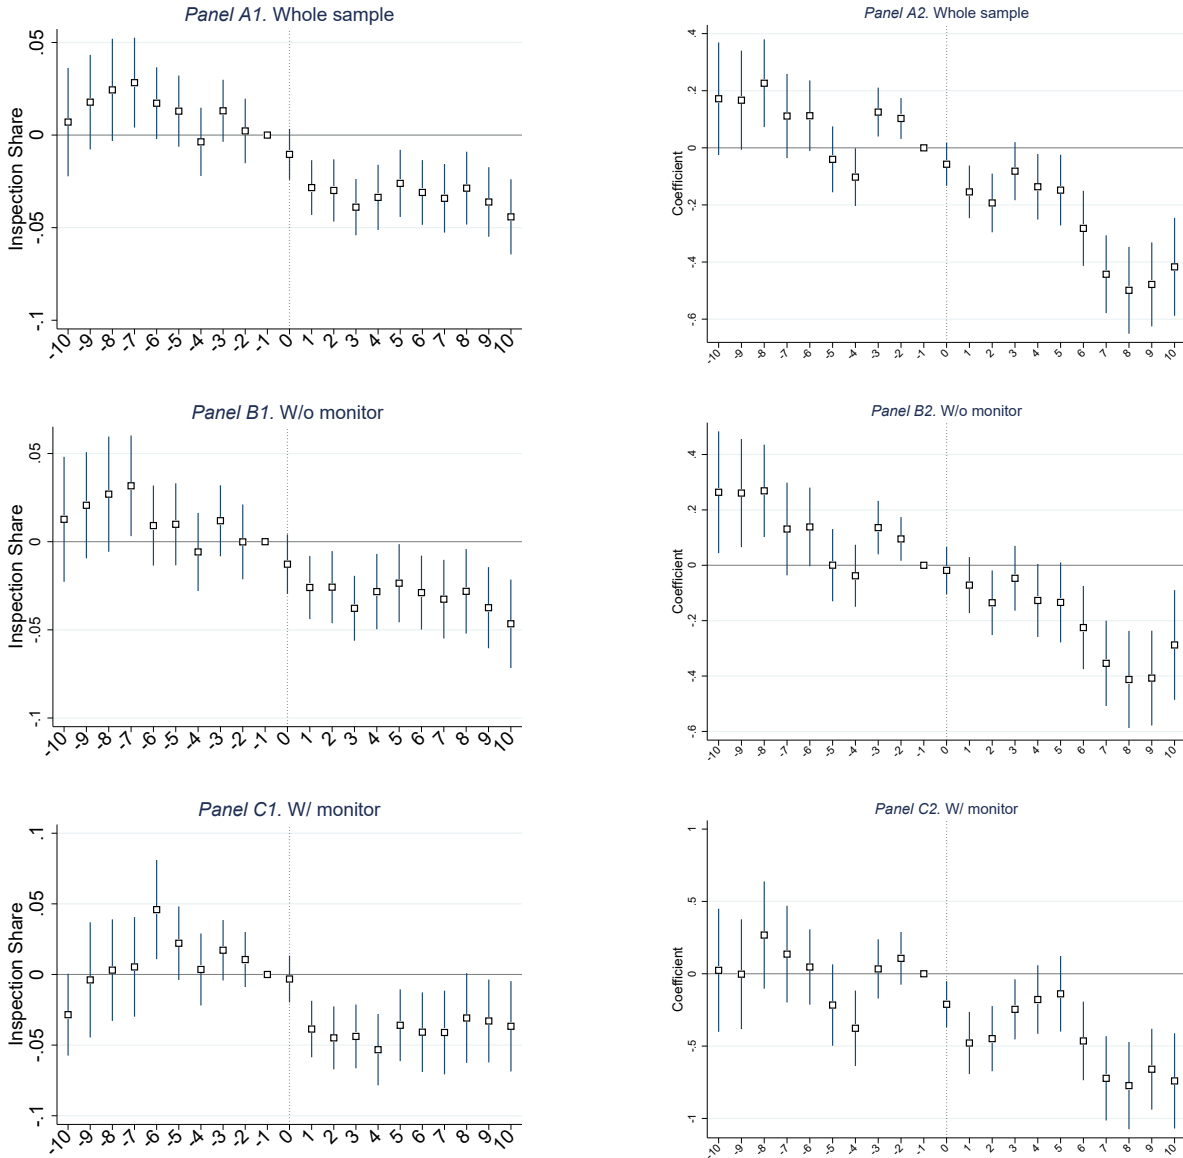 Panel A1. Whole sample
Inspection Share
.05
0
-.05
-.1
-10 -9 -8 -7 -6 -5 -4 -3 -2 -1 0 1 2 3 4 5 6 7 8 9 10
Panel A2. Whole sample
Coefficient
.4
.2
0
-.2
-.4
-.6
-10 -9 -8 -7 -6 -5 -4 -3 -2 -1 0 1 2 3 4 5 6 7 8 9 10
Panel B1. W/o monitor
Inspection Share
.05
0
-.05
-.1
-10 -9 -8 -7 -6 -5 -4 -3 -2 -1 0 1 2 3 4 5 6 7 8 9 10
Panel B2. W/o monitor
Coefficient
.4
.2
0
-.2
-.4
-.6
-10 -9 -8 -7 -6 -5 -4 -3 -2 -1 0 1 2 3 4 5 6 7 8 9 10
Panel C1. W/ monitor
Inspection Share
.1
.05
0
-.05
-.1
-10 -9 -8 -7 -6 -5 -4 -3 -2 -1 0 1 2 3 4 5 6 7 8 9 10
Panel C2. W/ monitor
Coefficient
1
.5
0
-.5
-1
-10 -9 -8 -7 -6 -5 -4 -3 -2 -1 0 1 2 3 4 5 6 7 8 9 10